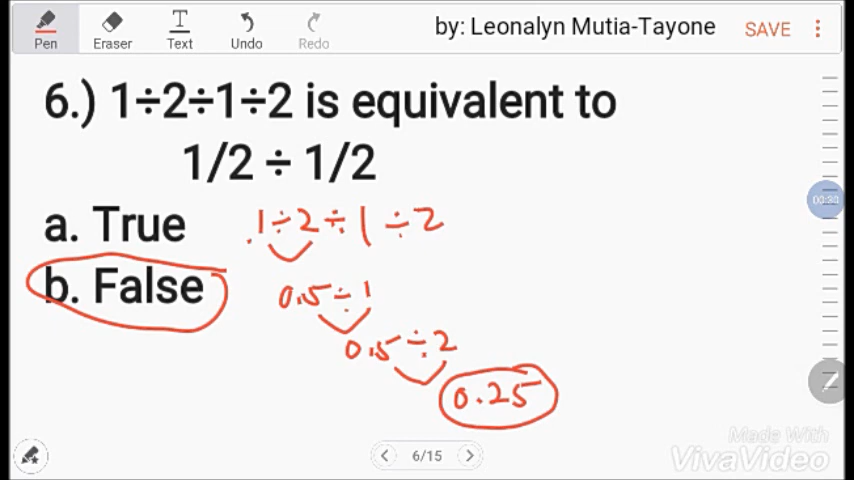 by: Leonalyn Mutia-Tayone
SAVE
Pen
Eraser
Text
Undo
Redo
6.) 1÷2÷1÷2 is equivalent to
1/2 ÷ 1/2
a. True
1÷2÷1÷2
b. False
0.5÷1
0.5÷2
0.25
00:30
6/15
Made With
VivaVideo